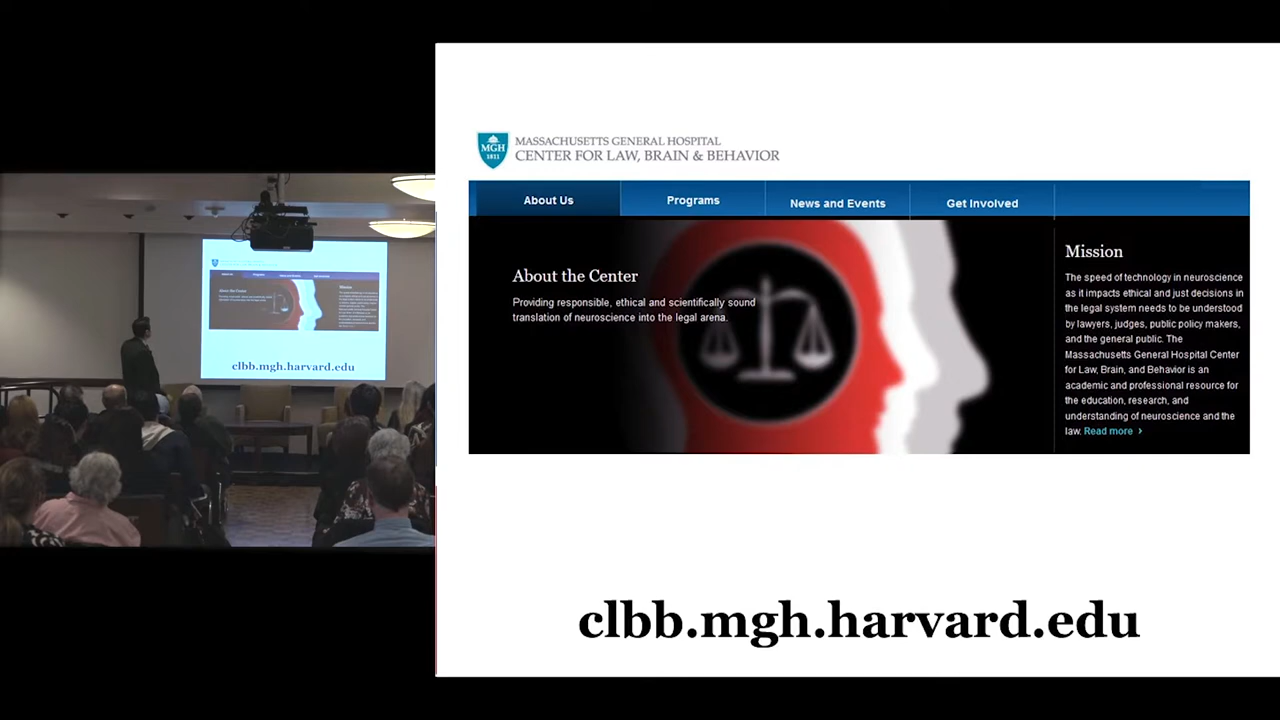 MGH
1811
MASSACHUSETTS GENERAL HOSPITAL
CENTER FOR LAW, BRAIN & BEHAVIOR
About Us
Programs
News and Events
Get Involved
About the Center
Providing responsible, ethical and scientifically sound
translation of neuroscience into the legal arena.
Mission
The speed of technology in neuroscience
as it impacts ethical and just decisions in
the legal system needs to be understood
by lawyers, judges, public policy makers,
and the general public. The
Massachusetts General Hospital Center
for Law, Brain, and Behavior is an
academic and professional resource for
the education, research, and
understanding of neuroscience and the
law. Read more ›
clbb.mgh.harvard.edu
clbb.mgh.harvard.edu